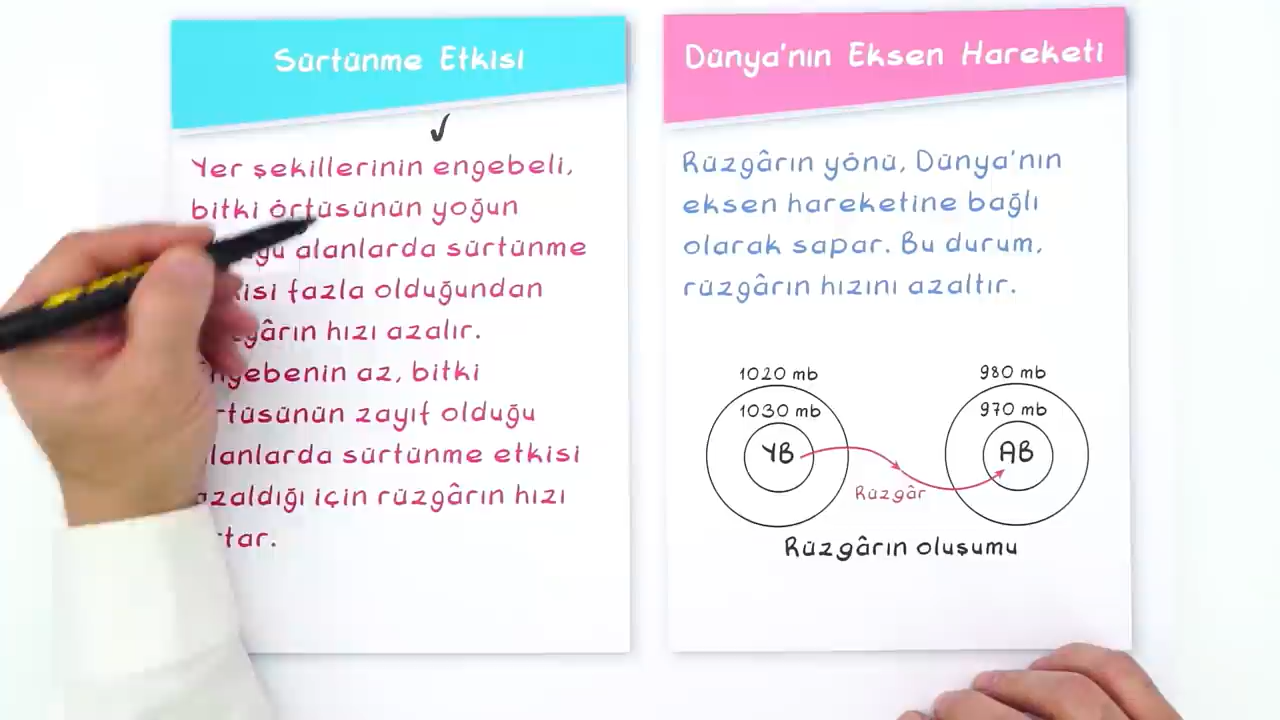 Sürtünme Etkisi
Yer şekillerinin engebeli,
bitki örtüsünün yoğun
alanlarda sürtünme
fazla olduğundan
hızı azalır.
az, bitki
zayıf olduğu
sürtünme etkisi
azaldığı için rüzgârın hızı
Dünya'nın Eksen Hareketi
Rüzgârın yönü, Dünya'nın
eksen hareketine bağlı
olarak sapar. Bu durum,
rüzgârın hızını azaltır.
1020 mb
1030 mb
YB
Rüzgâr
980 mb
970 mb
AB
Rüzgârın oluşumu